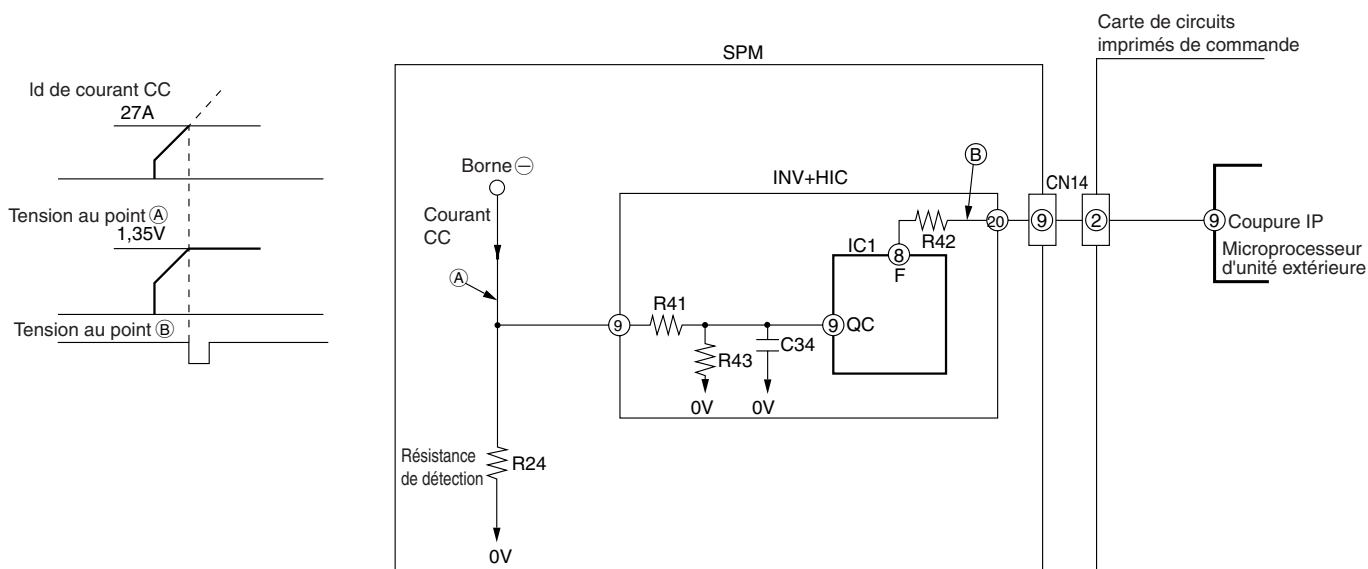 Carte de circuits
imprimés de commande
SPM
Id de courant CC
27A
Borne ⊖
Courant
CC
INV+HIC
Ⓑ
CN14
Tension au point Ⓐ
1,35V
Ⓐ
IC1
R42
⑳
⑨
②
⑨ Coupure IP
Microprocesseur
d'unité extérieure
⑧
F
Tension au point Ⓑ
⑨
R41
⑨ QC
R43
C34
0V
0V
Résistance
de détection
R24
0V